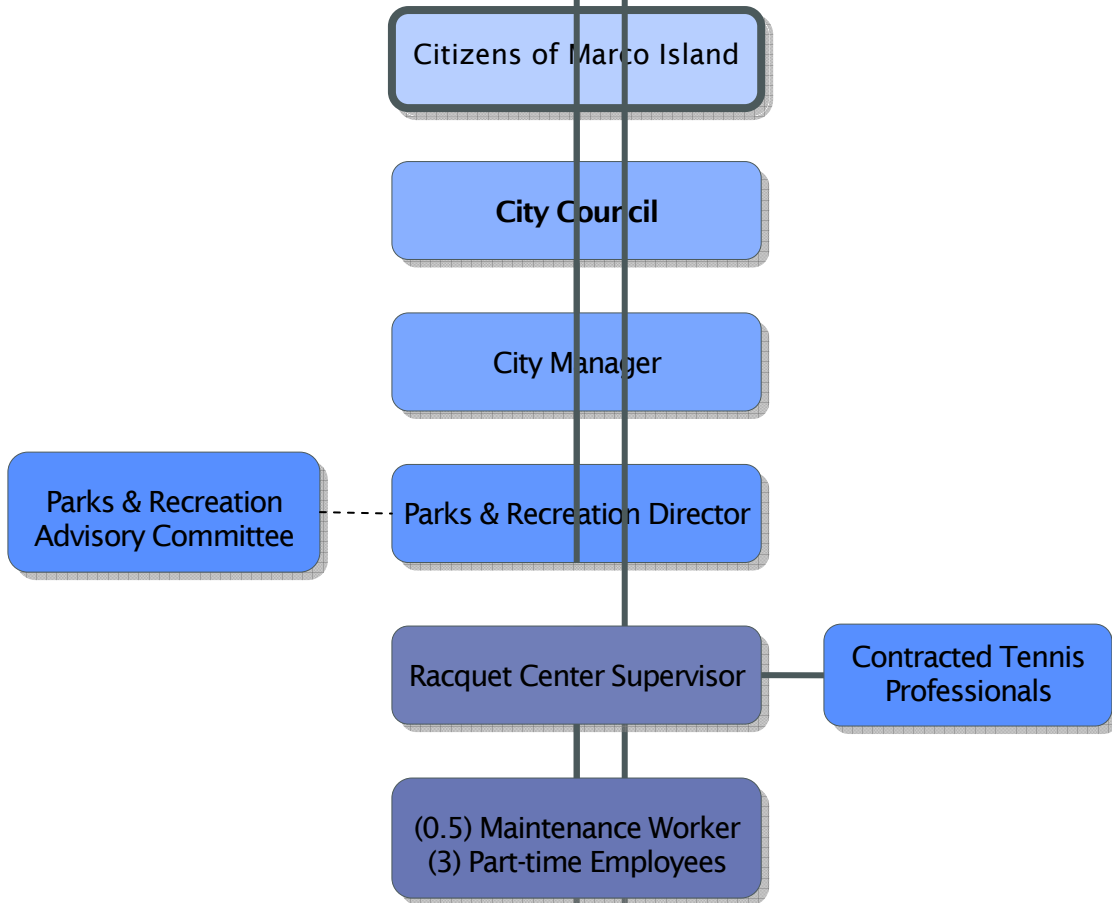 Citizens of Marco Island
City Council
City Manager
Parks & Recreation
Advisory Committee
Parks & Recreation Director
Racquet Center Supervisor
Contracted Tennis
Professionals
(0.5) Maintenance Worker
(3) Part-time Employees